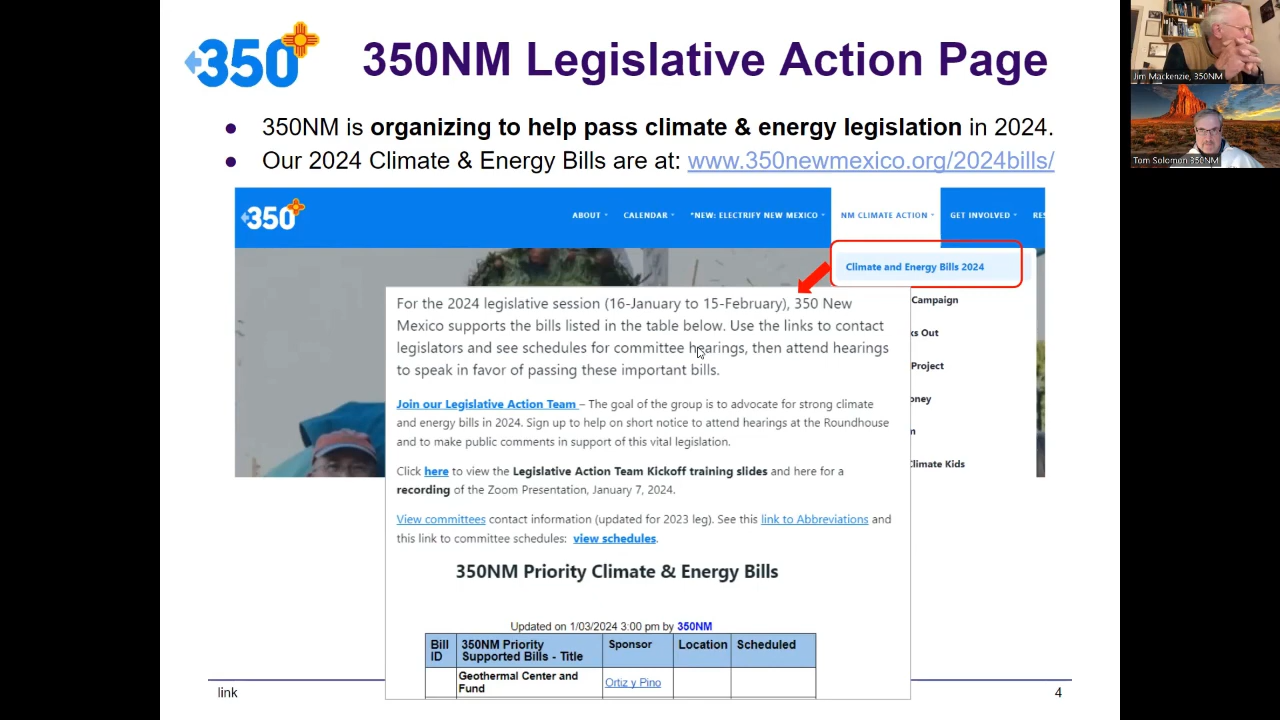 350
350NM Legislative Action Page
● 350NM is organizing to help pass climate & energy legislation in 2024.
● Our 2024 Climate & Energy Bills are at: www.350newmexico.org/2024bills/
350
ABOUT
CALENDAR
*NEW: ELECTRIFY NEW MEXICO
NM CLIMATE ACTION
GET INVOLVED
RES
Climate and Energy Bills 2024
Campaign
ks Out
Project
oney
m
Climate Kids
For the 2024 legislative session (16-January to 15-February), 350 New
Mexico supports the bills listed in the table below. Use the links to contact
legislators and see schedules for committee hearings, then attend hearings
to speak in favor of passing these important bills.
Join our Legislative Action Team – The goal of the group is to advocate for strong climate
and energy bills in 2024. Sign up to help on short notice to attend hearings at the Roundhouse
and to make public comments in support of this vital legislation.
Click here to view the Legislative Action Team Kickoff training slides and here for a
recording of the Zoom Presentation, January 7, 2024.
View committees contact information (updated for 2023 leg). See this link to Abbreviations and
this link to committee schedules: view schedules.
350NM Priority Climate & Energy Bills
Updated on 1/03/2024 3:00 pm by 350NM
Bill ID
350NM Priority
Supported Bills - Title
Sponsor
Location
Scheduled
Geothermal Center and
Fund
Ortiz y Pino
link
4
Jim Mackenzie, 350NM
Tom Solomon 350NM